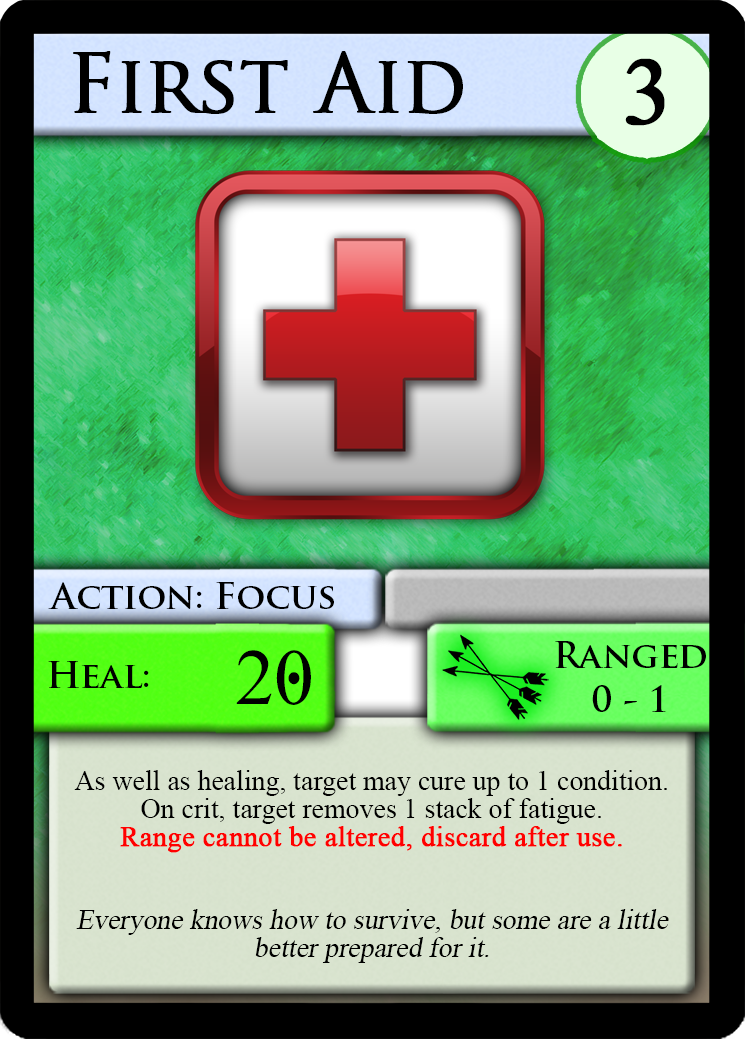 First Aid
3
Action: Focus
Heal: 20
Ranged
0 - 1
As well as healing, target may cure up to 1 condition.
On crit, target removes 1 stack of fatigue.
Range cannot be altered, discard after use.
Everyone knows how to survive, but some are a little
better prepared for it.